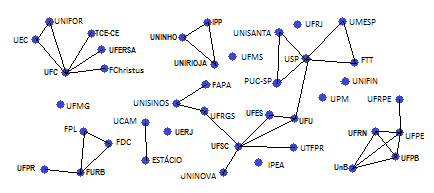 UNIFOR
IPP
UFRJ
UMESP
TCE-CE
UNISANTA
UEC
UNINHO
UFERSA
UFMS
USP
UFC
FChristus
UNIRIOJA
FTT
PUC-SP
UNIFIN
FAPA
UFMG
UNISINOS
UPM
UFRPE
UCAM
UFRGS
UFES
UFU
FPL
UERJ
UFRN
UFPE
FDC
UFSC
UTFPR
ESTÁCIO
IPEA
UnB
UFPB
UFPR
FURB
UNINOVA